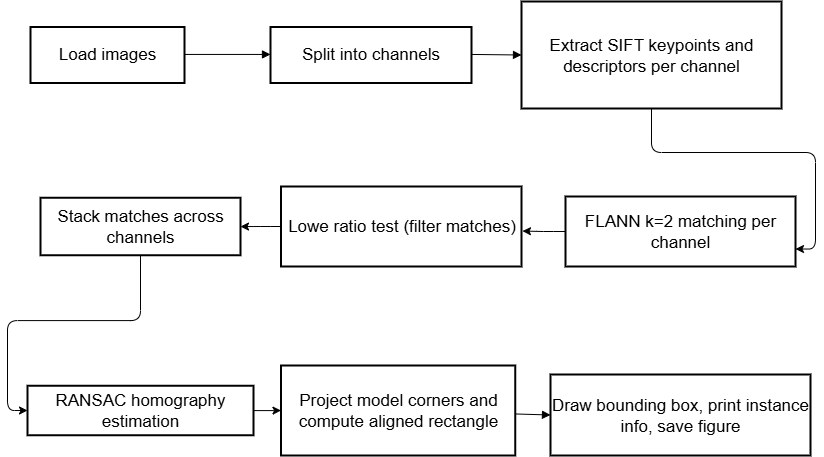 Load images
Split into channels
Extract SIFT keypoints and
descriptors per channel
FLANN k=2 matching per
channel
Lowe ratio test (filter matches)
Stack matches across
channels
RANSAC homography
estimation
Project model corners and
compute aligned rectangle
Draw bounding box, print instance
info, save figure